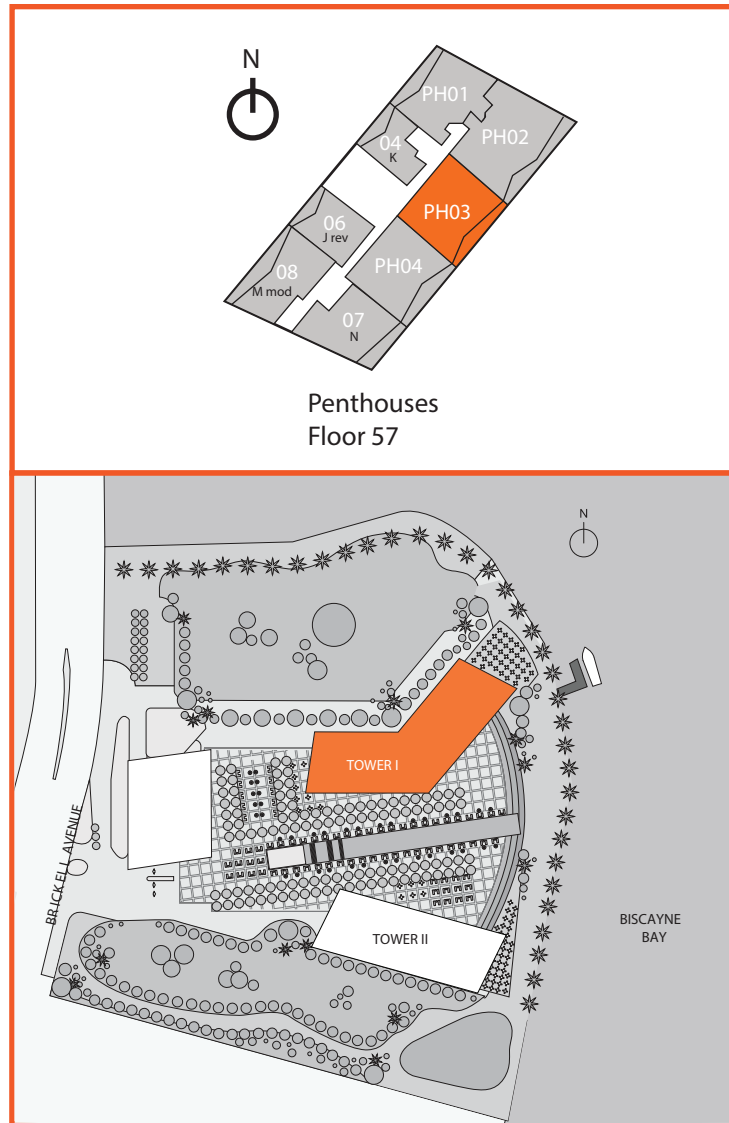 N
PH01
04
K
PH02
PH03
06
J rev
PH04
08
M mod
07
N
Penthouses
Floor 57
N
TOWER I
BRICKELL AVENUE
TOWER II
BISCAYNE
BAY